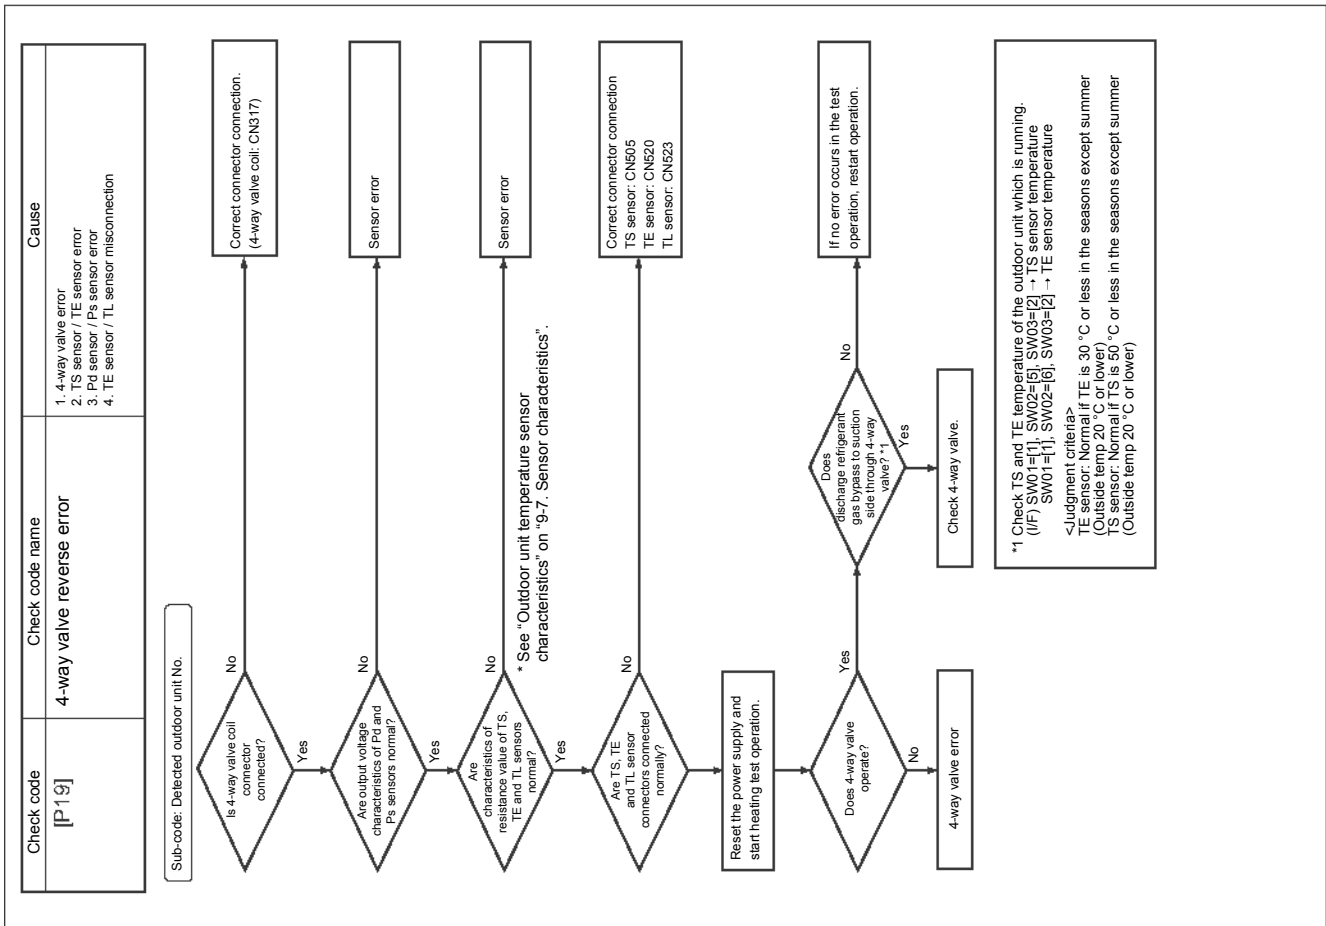 Check code
Check code name
Cause
[P19]
4-way valve reverse error
1. 4-way valve error
2. TS sensor / TE sensor error
3. Pd sensor / Ps sensor error
4. TE sensor / TL sensor misconnection
Sub-code: Detected outdoor unit No.
Is 4-way valve coil
connector
connected?
No
Correct connector connection.
(4-way valve coil: CN317)
Yes
Are output voltage
characteristics of Pd and
Ps sensors normal?
No
Sensor error
Yes
Are
characteristics of
resistance value of TS,
TE and TL sensors
normal?
No
Sensor error
* See “Outdoor unit temperature sensor
characteristics” on “9-7. Sensor characteristics”.
Yes
Are TS, TE
and TL sensor
connectors connected
normally?
No
Correct connector connection
TS sensor: CN505
TE sensor: CN520
TL sensor: CN523
Reset the power supply and
start heating test operation.
Does 4-way valve
operate?
Yes
No
4-way valve error
Does
discharge refrigerant
gas bypass to suction
side through 4-way
valve? *1
No
If no error occurs in the test
operation, restart operation.
Yes
Check 4-way valve.
*1 Check TS and TE temperature of the outdoor unit which is running.
(I/F) SW01=[1], SW02=[5], SW03=[2] → TS sensor temperature
SW01=[1], SW02=[6], SW03=[2] → TE sensor temperature
<Judgment criteria>
TE sensor: Normal if TE is 30 °C or less in the seasons except summer
(Outside temp 20 °C or lower)
TS sensor: Normal if TS is 50 °C or less in the seasons except summer
(Outside temp 20 °C or lower)